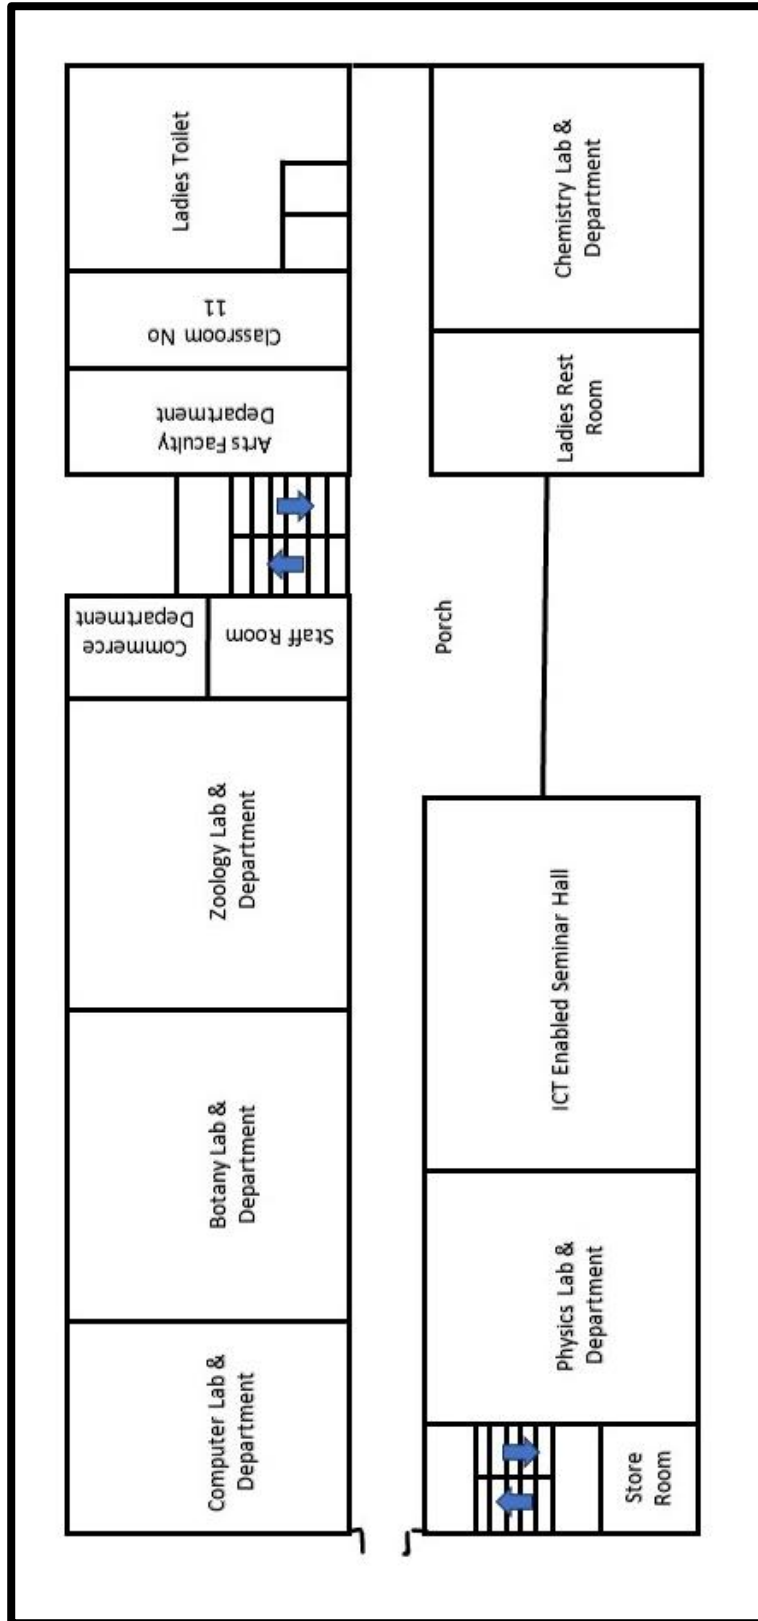 Ladies Toilet
Classroom No
11
Arts Faculty
Department
Commerce
Department
Staff Room
Zoology Lab &
Department
Botany Lab &
Department
Computer Lab &
Department
Porch
Chemistry Lab &
Department
Ladies Rest
Room
ICT Enabled Seminar Hall
Physics Lab &
Department
Store
Room